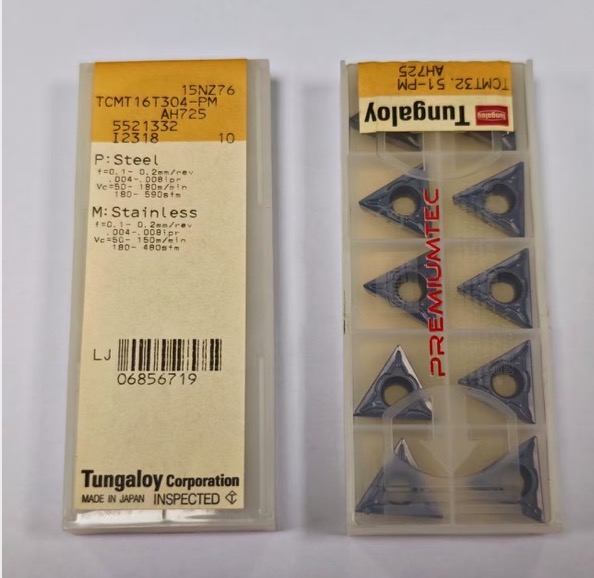 15NZ76
TCMT16T304-PM
AH725
5521332
I2318 10
P:Steel
f=0.1- 0.2mm/rev
.004-.008ipr
Vc=50- 180m/min
180- 590sfm
M:Stainless
f=0.1- 0.2mm/rev
.004-.008ipr
Vc=50- 150m/min
180- 480sfm
LJ
06856719
Tungaloy Corporation
MADE IN JAPAN INSPECTED
TCMT32.51-PM
AH725
Tungaloy
Tungaloy
PREMIUMTEC